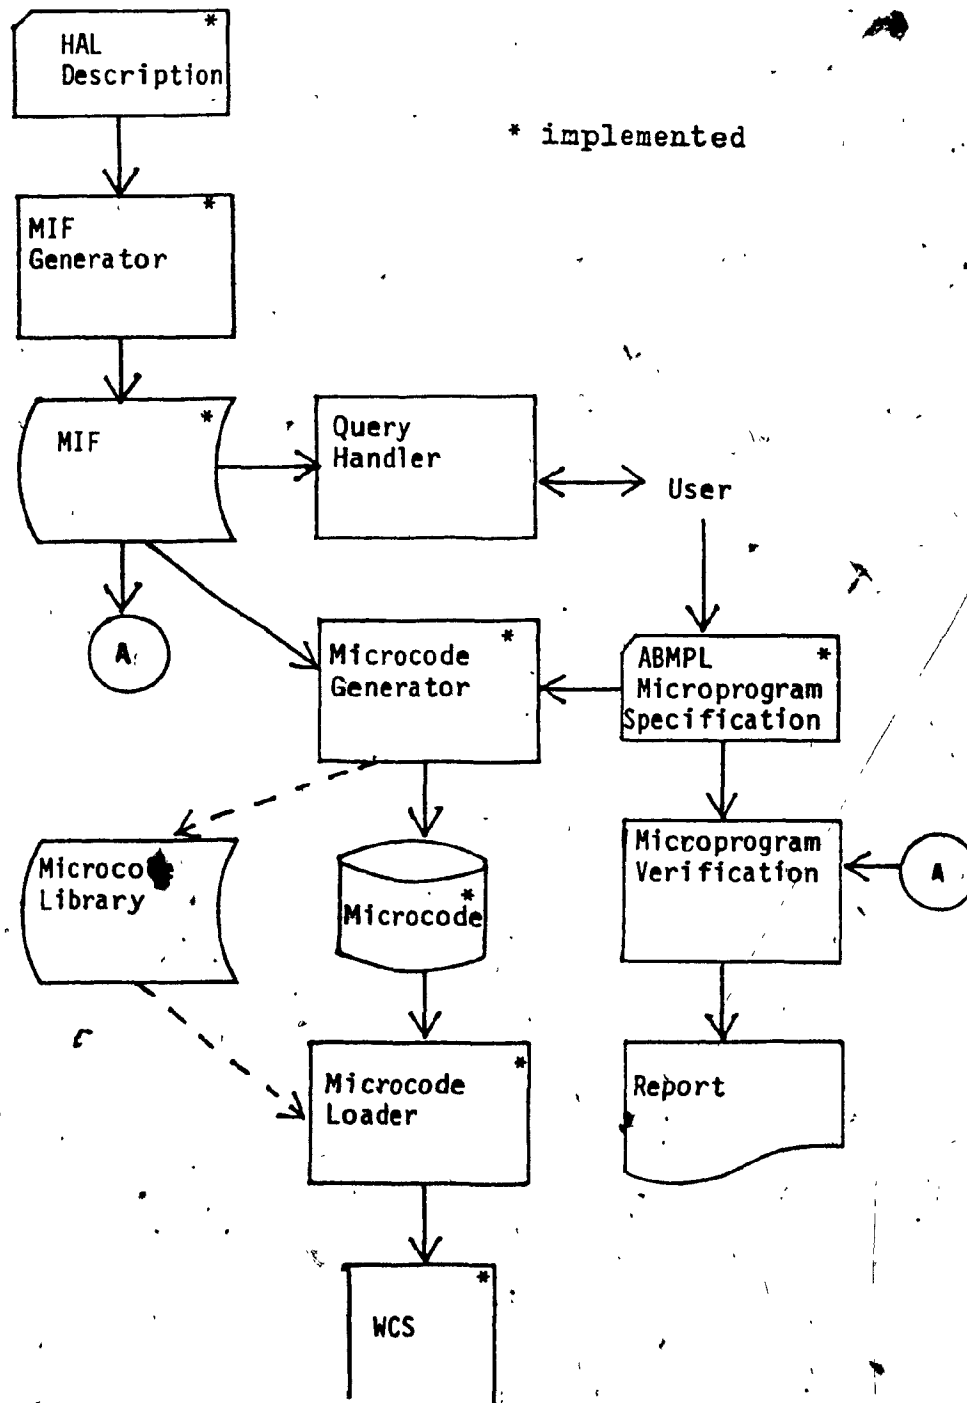 *
HAL
Description
* implemented
*
MIF
Generator
*
MIF
Query
Handler
User
A
*
Microcode
Generator
*
ABMPL
Microprogram
Specification
Microcode
Library
*
Microcode
Microprogram
Verification
A
*
Microcode
Loader
Report
*
WCS